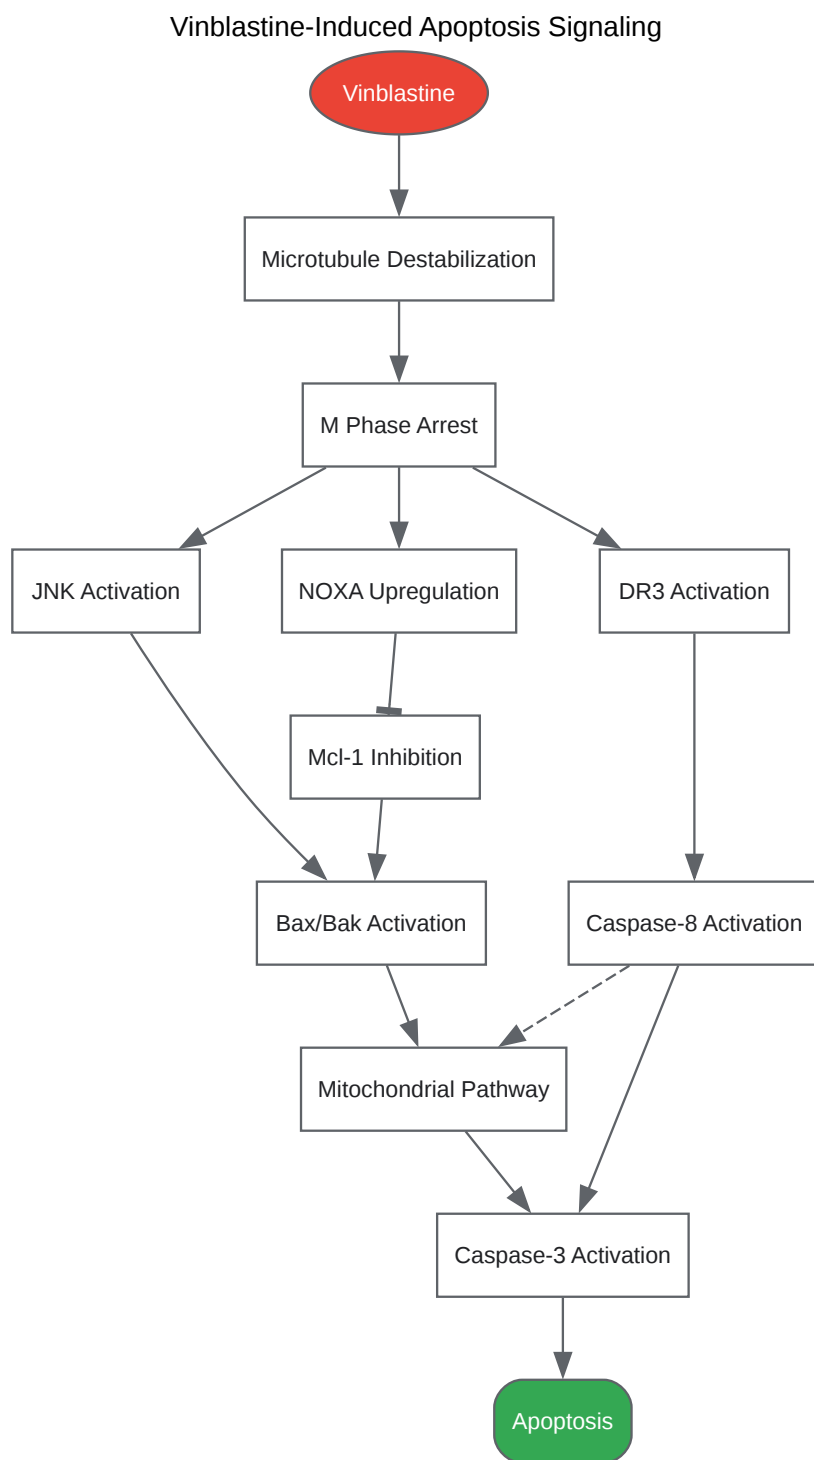 Vinblastine-Induced Apoptosis Signaling
Vinblastine
Microtubule Destabilization
M Phase Arrest
JNK Activation
NOXA Upregulation
DR3 Activation
Mcl-1 Inhibition
Bax/Bak Activation
Caspase-8 Activation
Mitochondrial Pathway
Caspase-3 Activation
Apoptosis